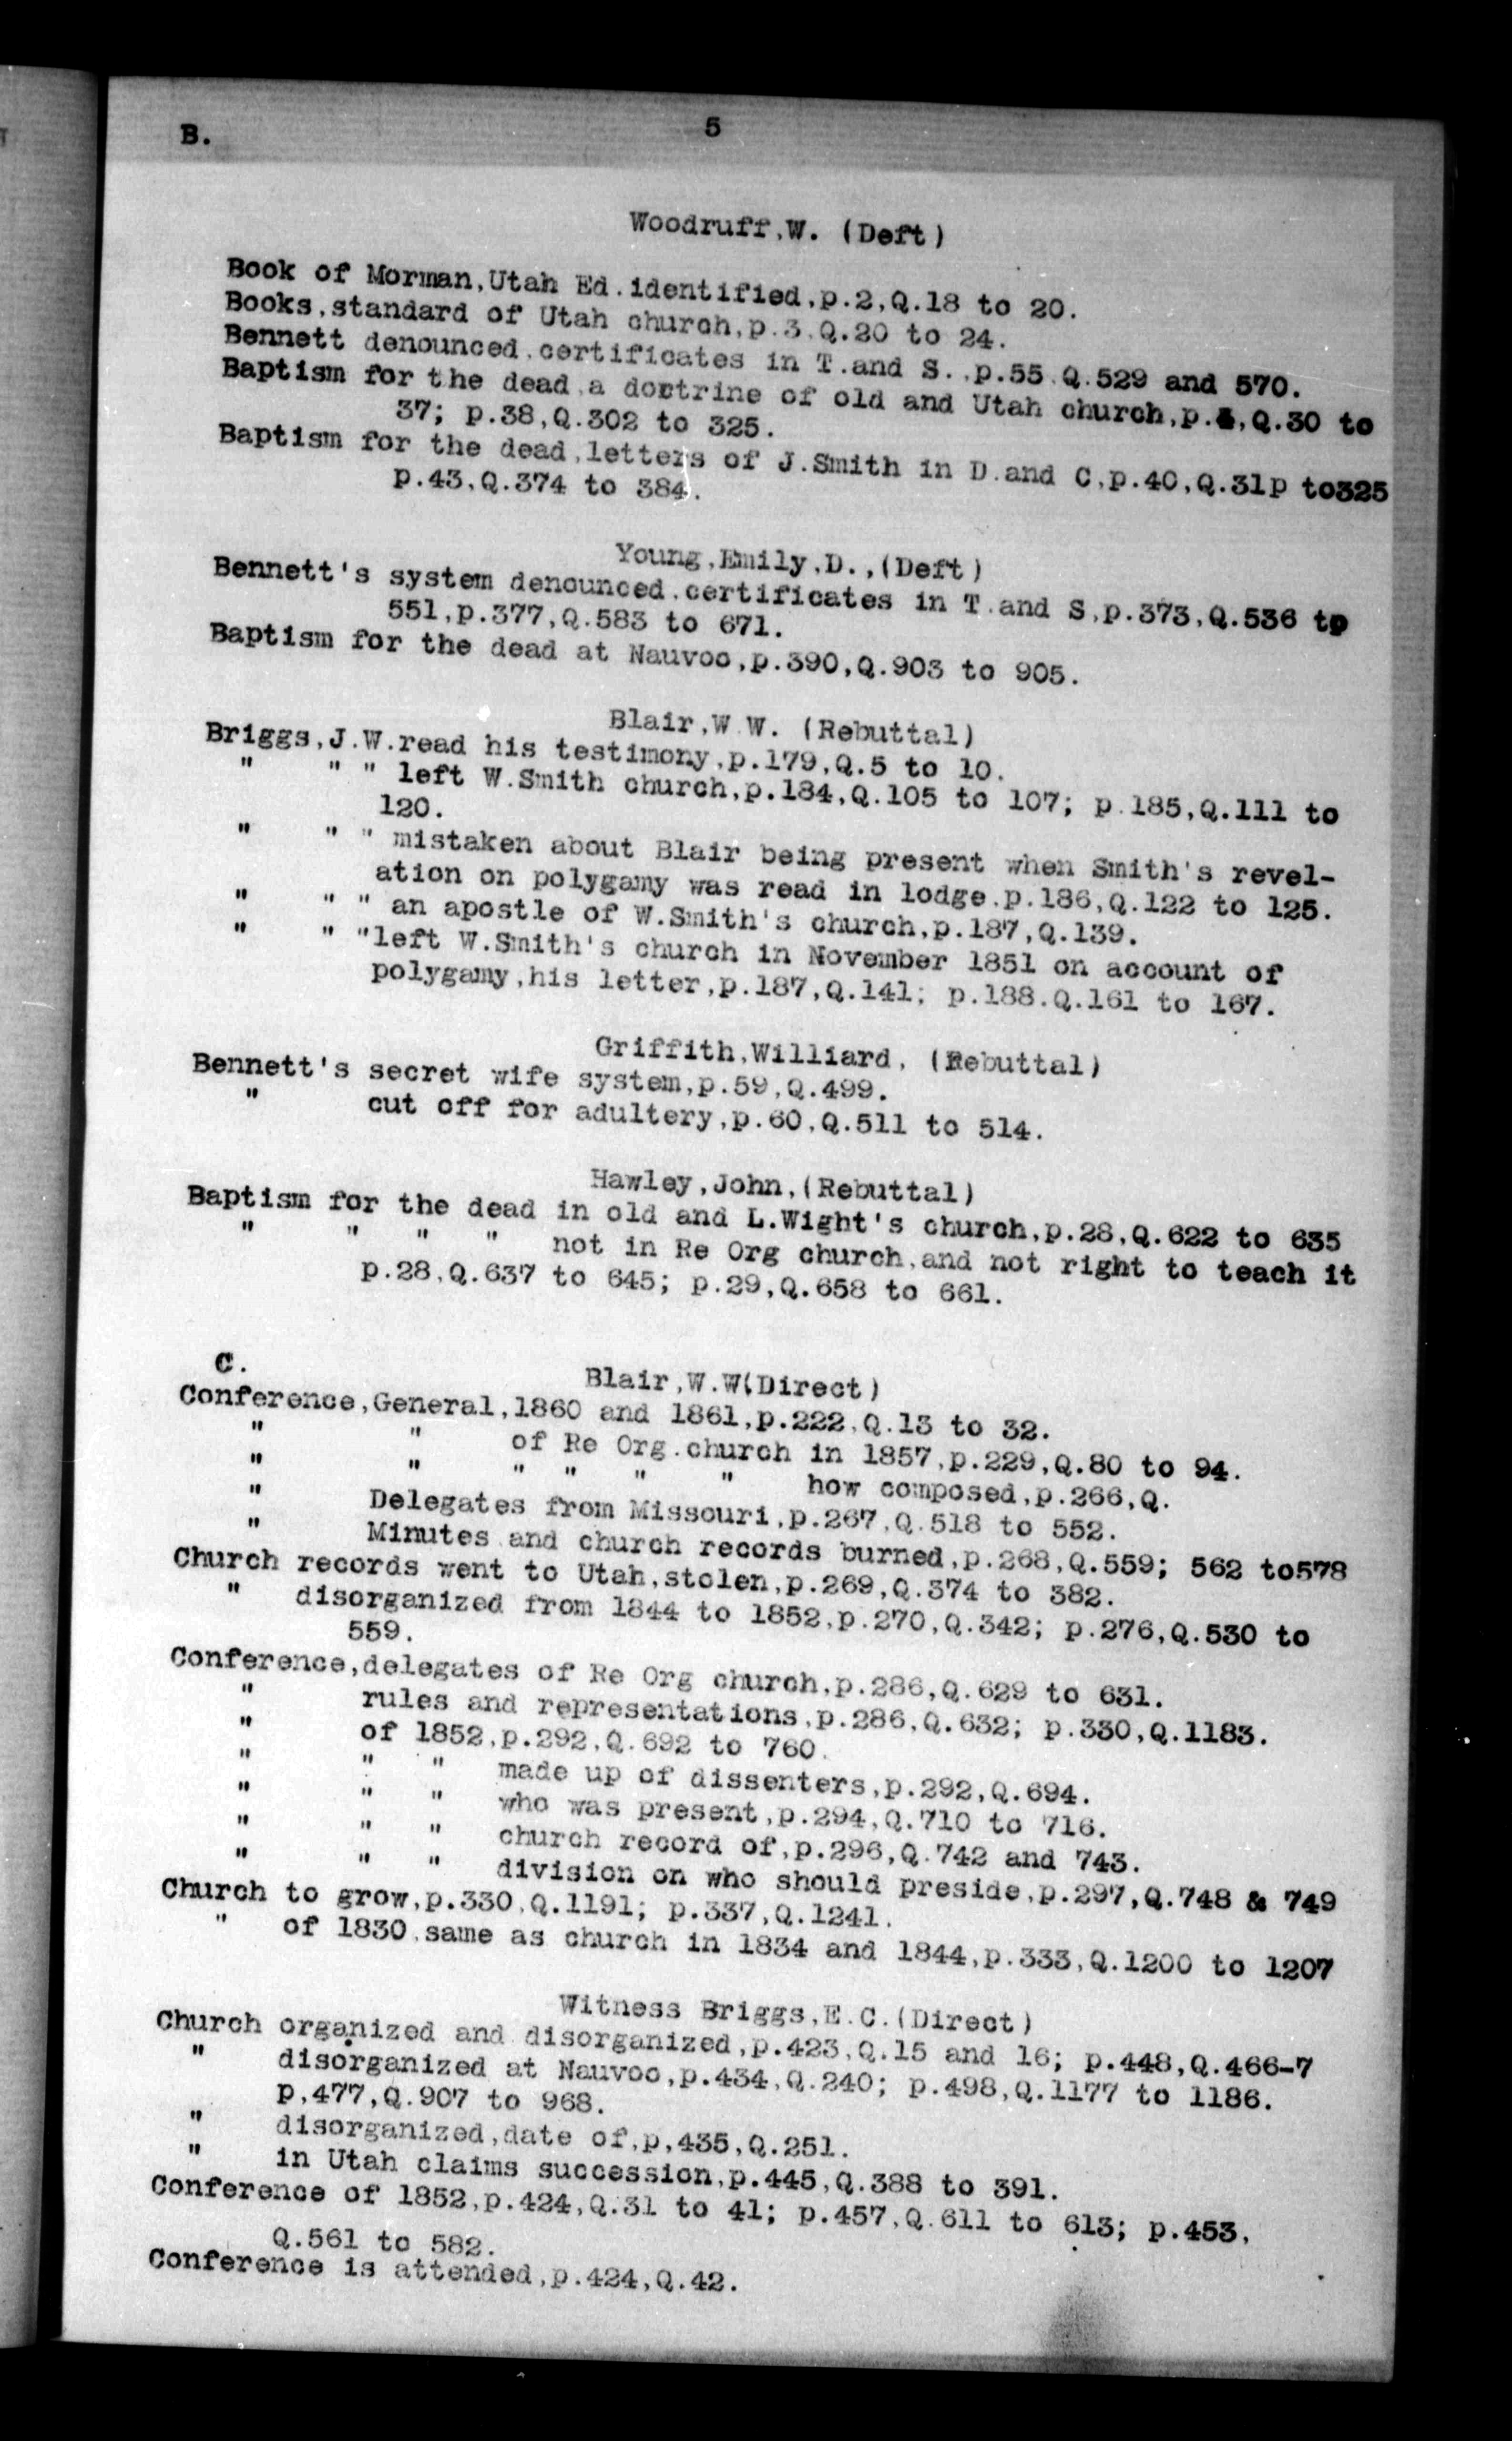 B. 5
Woodruff,W. (Deft)
Book of Morman,Utah Ed.identified,p.2,Q.18 to 20.
Books,standard of Utah church,p.3,Q.20 to 24.
Bennett denounced,certificates in T.and S.,p.55,Q.529 and 570.
Baptism for the dead,a doctrine of old and Utah church,p.4,Q.30 to
37; p.38,Q.302 to 325.
Baptism for the dead,letters of J.Smith in D.and C,p.40,Q.31p to325
p.43,Q.374 to 384.
Young,Emily,D.,(Deft)
Bennett's system denounced,certificates in T.and S,p.373,Q.536 tp
551,p.377,Q.583 to 671.
Baptism for the dead at Nauvoo,p.390,Q.903 to 905.
Blair,W.W. (Rebuttal)
Briggs,J.W.read his testimony,p.179,Q.5 to 10.
" " " left W.Smith church,p.184,Q.105 to 107; p.185,Q.111 to
120.
" " " mistaken about Blair being present when Smith's revel-
ation on polygamy was read in lodge.p.186,Q.122 to 125.
" " " an apostle of W.Smith's church,p.187,Q.139.
" " "left W.Smith's church in November 1851 on account of
polygamy,his letter,p.187,Q.141; p.188.Q.161 to 167.
Griffith,Williard, (Rebuttal)
Bennett's secret wife system,p.59,Q.499.
" cut off for adultery,p.60,Q.511 to 514.
Hawley,John,(Rebuttal)
Baptism for the dead in old and L.Wight's church,p.28,Q.622 to 635
" " " " not in Re Org church,and not right to teach it
p.28,Q.637 to 645; p.29,Q.658 to 661.
C.
Blair,W.W(Direct)
Conference,General,1860 and 1861,p.222,Q.13 to 32.
" " of Re Org.church in 1857,p.229,Q.80 to 94.
" " " " " " how composed,p.266,Q.
" Delegates from Missouri,p.267,Q.518 to 552.
" Minutes and church records burned,p.268,Q.559; 562 to578
Church records went to Utah,stolen,p.269,Q.374 to 382.
" disorganized from 1844 to 1852,p.270,Q.342; p.276,Q.530 to
559.
Conference,delegates of Re Org church,p.286,Q.629 to 631.
" rules and representations,p.286,Q.632; p.330,Q.1183.
" of 1852,p.292,Q.692 to 760.
" " " made up of dissenters,p.292,Q.694.
" " " who was present,p.294,Q.710 to 716.
" " " church record of,p.296,Q.742 and 743.
" " " division on who should preside,p.297,Q.748 & 749
Church to grow,p.330,Q.1191; p.337,Q.1241.
" of 1830,same as church in 1834 and 1844,p.333,Q.1200 to 1207
Witness Briggs,E.C.(Direct)
Church organized and disorganized,p.423,Q.15 and 16; p.448,Q.466-7
" disorganized at Nauvoo,p.434,Q.240; p.498,Q.1177 to 1186.
p,477,Q.907 to 968.
" disorganized,date of,p,435,Q.251.
" in Utah claims succession,p.445,Q.388 to 391.
Conference of 1852,p.424,Q.31 to 41; p.457,Q.611 to 613; p.453,
Q.561 to 582.
Conference is attended,p.424,Q.42.